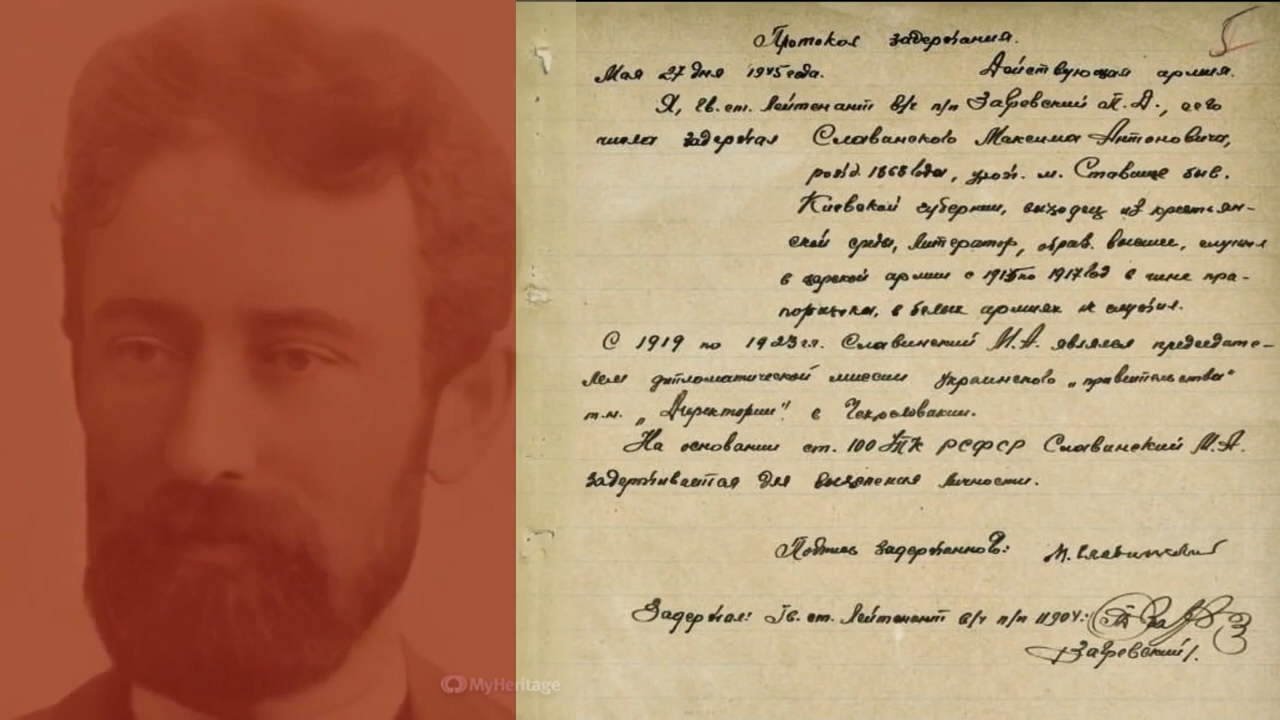 5
Протокол задержания.
Мая 27 дня 1945 года. Действующая армия.
Я, Гв. ст. Лейтенант в/ч п/п Загревский П. Д., сего
числа задержал Славинского Максима Антоновича,
рожд. 1868 года, урож. м. Ставище быв.
Киевской губернии, выходец из крестьян-
ской среды, Литератор, образ. высшее, служил
в царской армии с 1915 по 1917 год в чине пра-
порщика, в белых армиях не служил.
С 1919 по 1923 г.г. Славинский М.А. являлся председате-
лем дипломатической миссии Украинского „правительства"
т.н. „Директории" в Чехословакии.
На основании ст. 100 УПК РСФСР Славинский М.А.
задерживается для выяснения личности.
Подпись задержанного: М. Славинский
Задержал: Гв. ст. Лейтенант в/ч п/п 11904:
/Загревский/.
MyHeritage